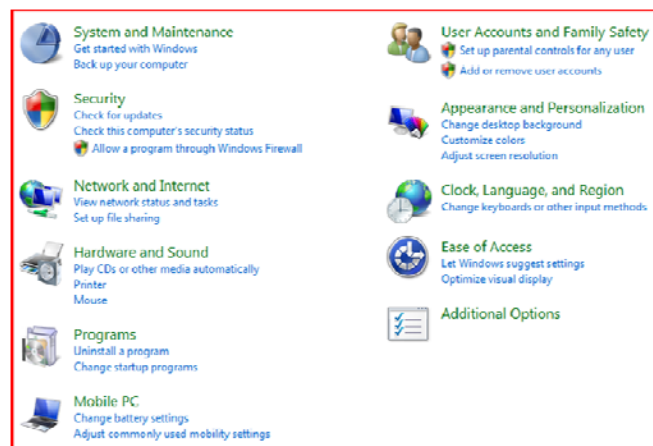 System and Maintenance
Get started with Windows
Back up your computer
Security
Check for updates
Check this computer's security status
Allow a program through Windows Firewall
Network and Internet
View network status and tasks
Set up file sharing
Hardware and Sound
Play CDs or other media automatically
Printer
Mouse
Programs
Uninstall a program
Change startup programs
Mobile PC
Change battery settings
Adjust commonly used mobility settings
User Accounts and Family Safety
Set up parental controls for any user
Add or remove user accounts
Appearance and Personalization
Change desktop background
Customize colors
Adjust screen resolution
Clock, Language, and Region
Change keyboards or other input methods
Ease of Access
Let Windows suggest settings
Optimize visual display
Additional Options